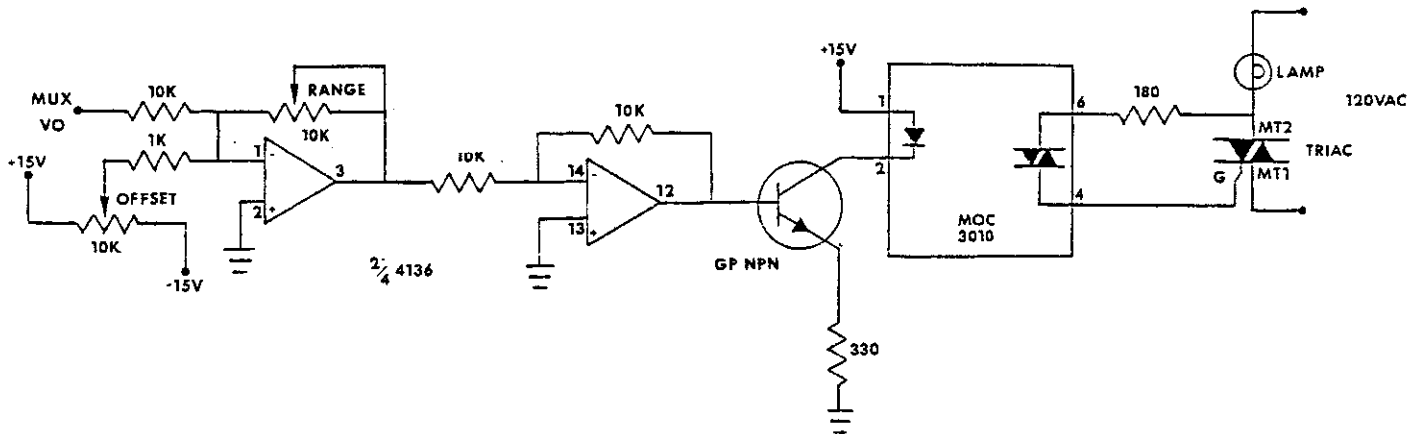 MUX
VO
10K
1K
+15V
OFFSET
10K
-15V
RANGE
10K
1
2
3
-
+
2/4 4136
10K
10K
14
13
12
-
+
GP NPN
330
+15V
1
2
MOC
3010
6
4
180
LAMP
120VAC
MT2
TRIAC
G
MT1